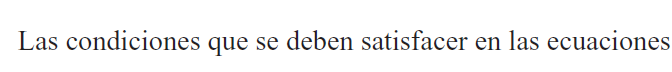 Las condiciones que se deben satisfacer en las ecuaciones